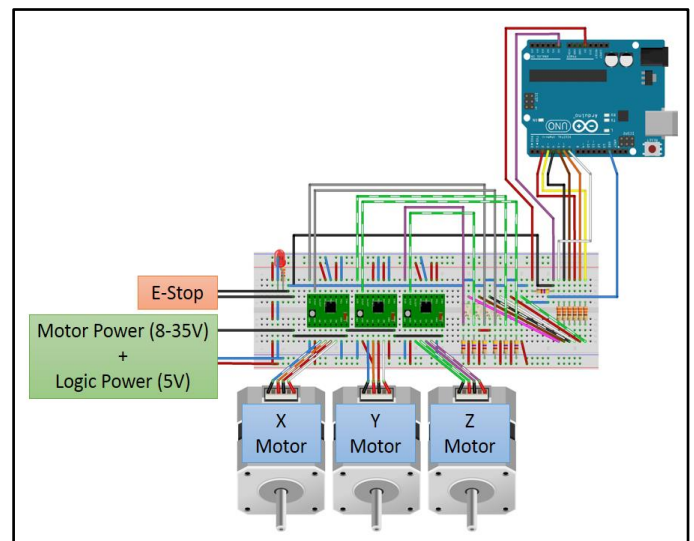 UNO
E-Stop
Motor Power (8-35V)
+
Logic Power (5V)
X
Motor
Y
Motor
Z
Motor